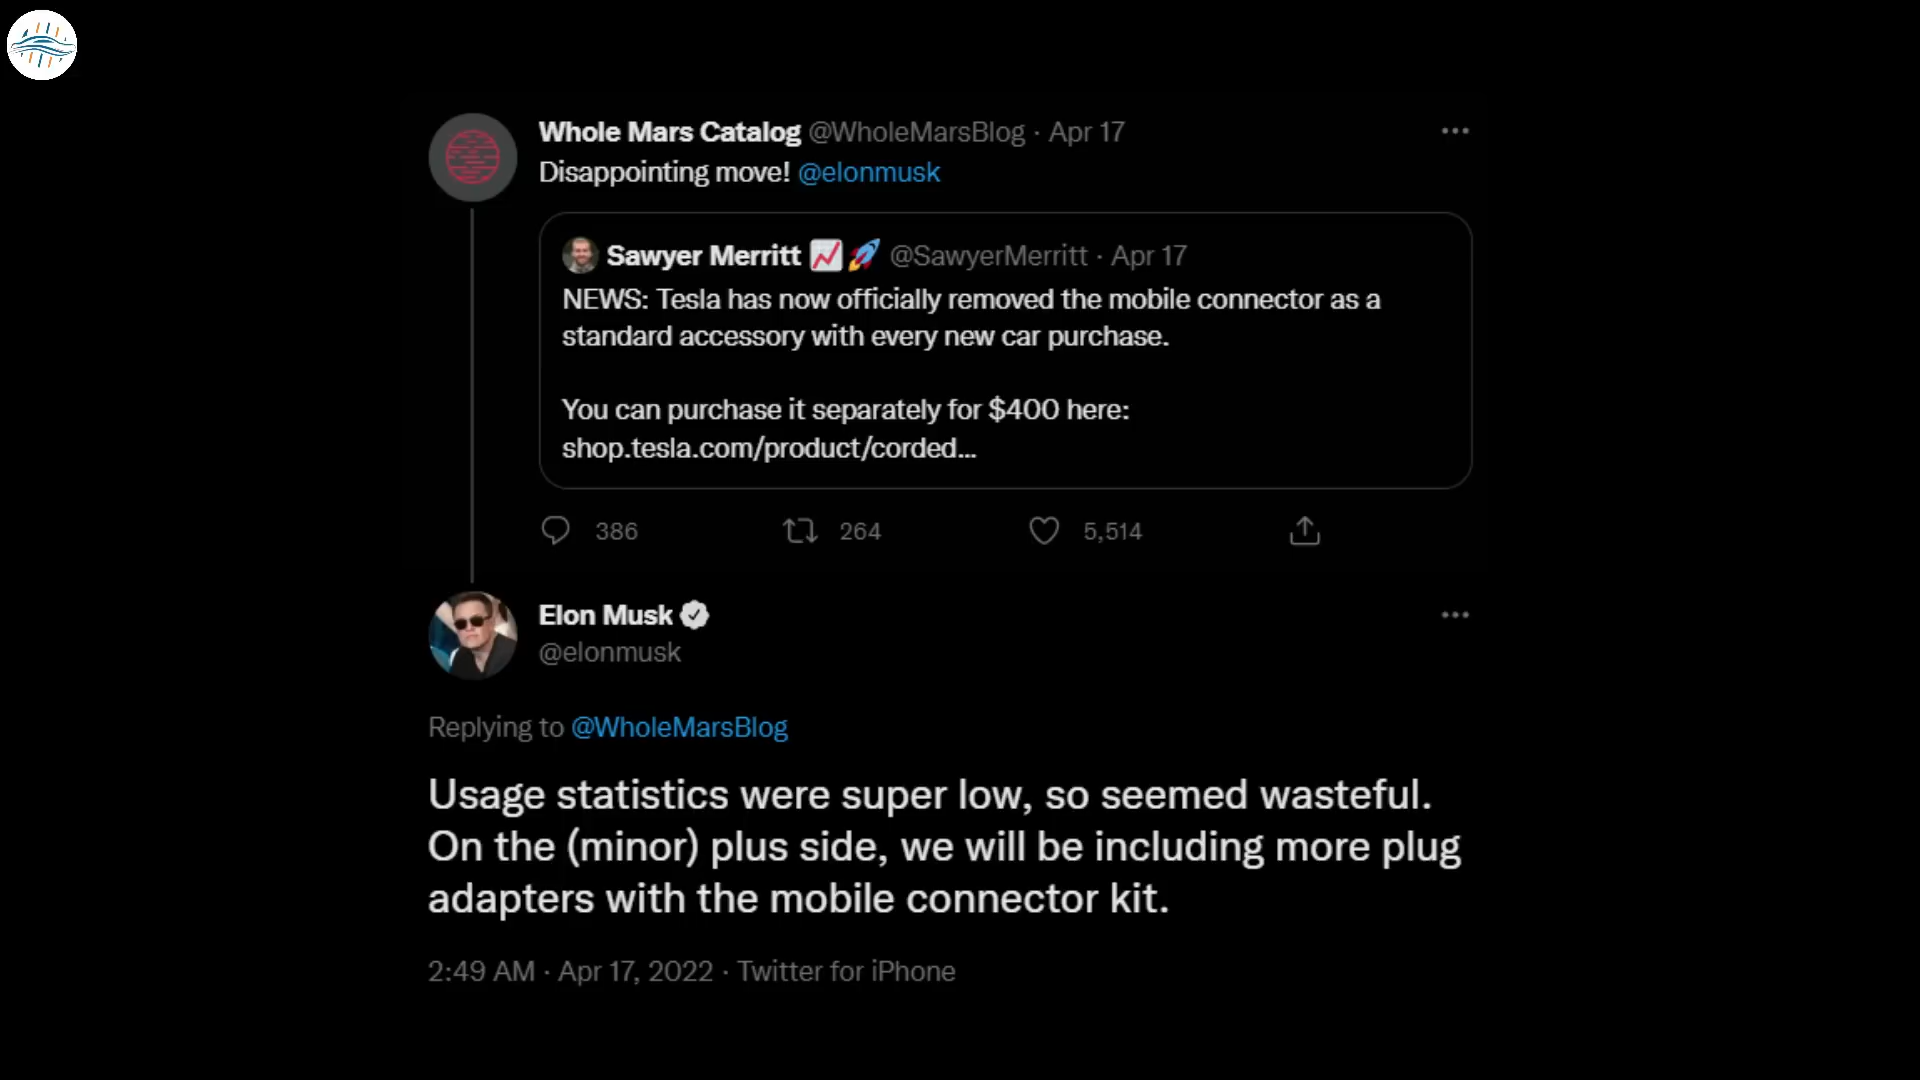 Whole Mars Catalog @WholeMarsBlog · Apr 17
Disappointing move! @elonmusk
Sawyer Merritt 📈🚀 @SawyerMerritt · Apr 17
NEWS: Tesla has now officially removed the mobile connector as a
standard accessory with every new car purchase.
You can purchase it separately for $400 here:
shop.tesla.com/product/corded...
386 264 5,514
Elon Musk
@elonmusk
Replying to @WholeMarsBlog
Usage statistics were super low, so seemed wasteful.
On the (minor) plus side, we will be including more plug
adapters with the mobile connector kit.
2:49 AM · Apr 17, 2022 · Twitter for iPhone